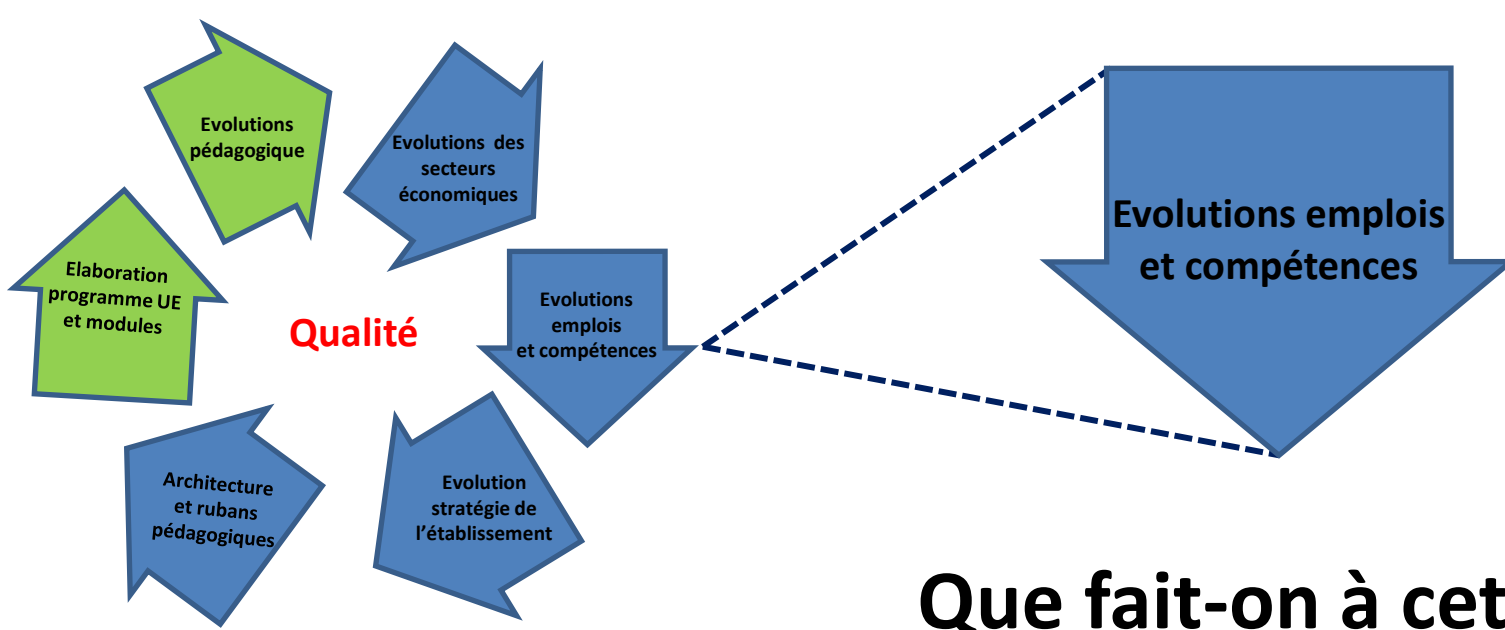 Evolutions
pédagogique
Evolutions des
secteurs
économiques
Evolutions emplois
et compétences
Elaboration
programme UE
et modules
Qualité
Evolutions
emplois
et compétences
Architecture
et rubans
pédagogiques
Evolution
stratégie de
l'établissement
Que fait-on à cet